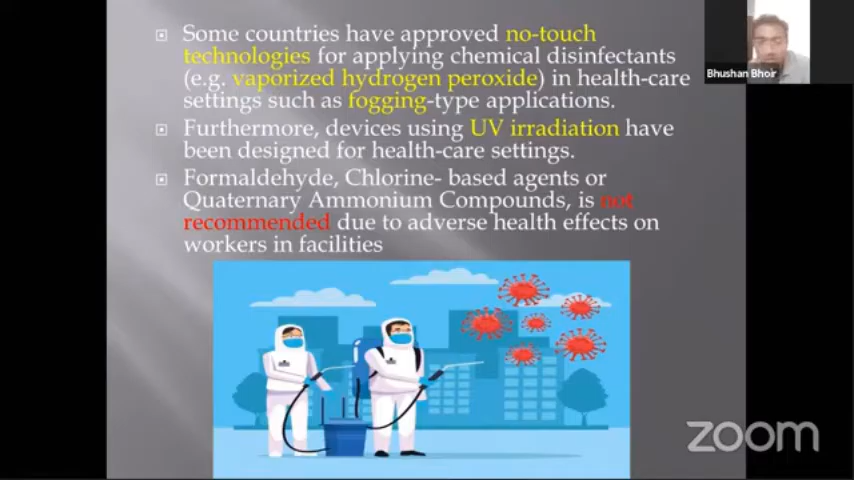 Some countries have approved no-touch
technologies for applying chemical disinfectants
(e.g. vaporized hydrogen peroxide) in health-care
settings such as fogging-type applications.
Furthermore, devices using UV irradiation have
been designed for health-care settings.
Formaldehyde, Chlorine- based agents or
Quaternary Ammonium Compounds, is not
recommended due to adverse health effects on
workers in facilities
Bhushan Bhoir
zoom